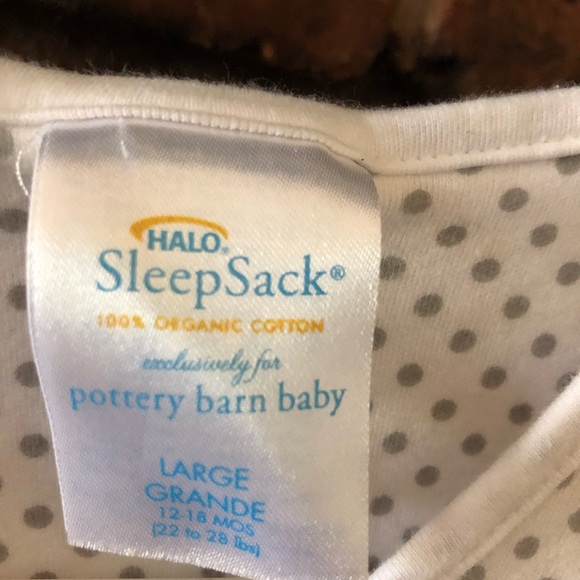 HALO®
SleepSack®
100% ORGANIC COTTON
exclusively for
pottery barn baby
LARGE
GRANDE
12-18 MOS
(22 to 28 lbs)